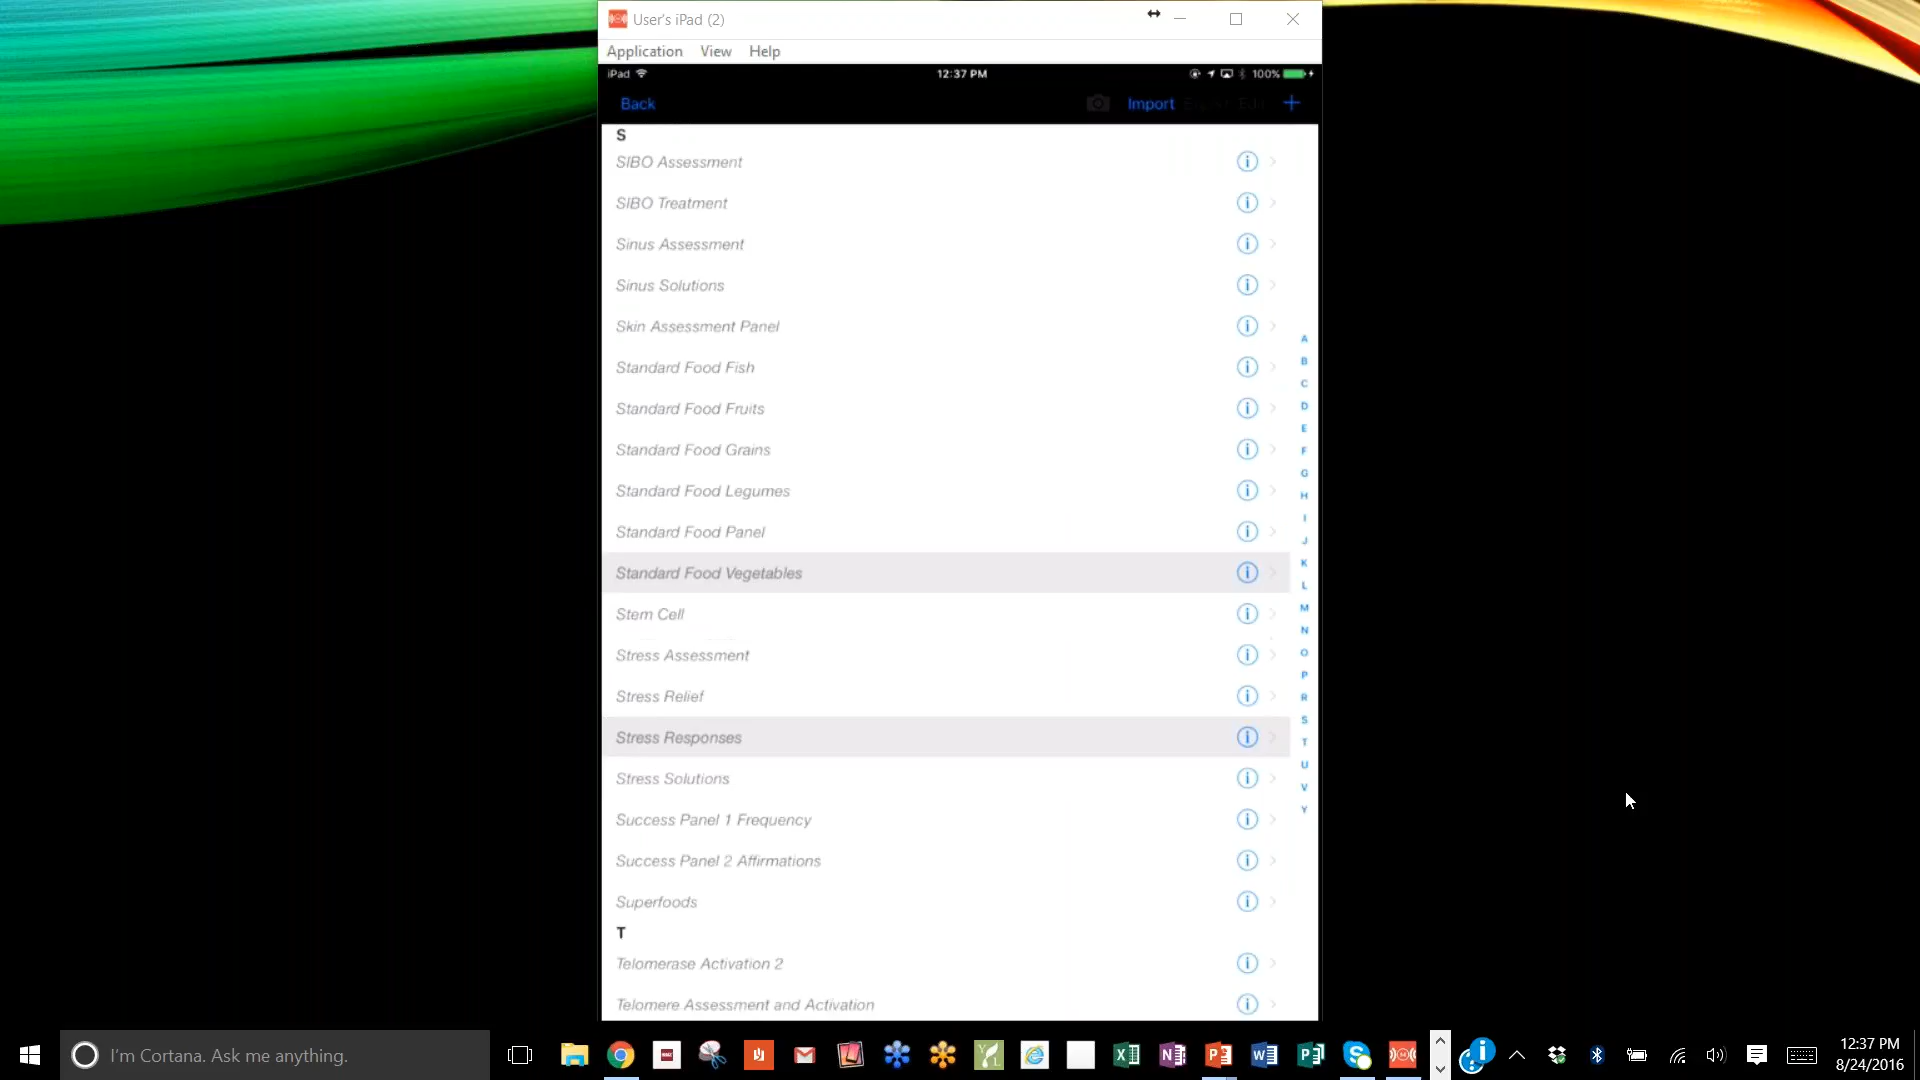 User's iPad (2)
Application View Help
iPad 12:37 PM 100%
Back Import
S
SIBO Assessment
SIBO Treatment
Sinus Assessment
Sinus Solutions
Skin Assessment Panel
Standard Food Fish
Standard Food Fruits
Standard Food Grains
Standard Food Legumes
Standard Food Panel
Standard Food Vegetables
Stem Cell
Stress Assessment
Stress Relief
Stress Responses
Stress Solutions
Success Panel 1 Frequency
Success Panel 2 Affirmations
Superfoods
T
Telomerase Activation 2
Telomere Assessment and Activation
A
B
C
D
E
F
G
H
I
J
K
L
M
N
O
P
R
S
T
U
V
Y
I'm Cortana. Ask me anything.
12:37 PM
8/24/2016